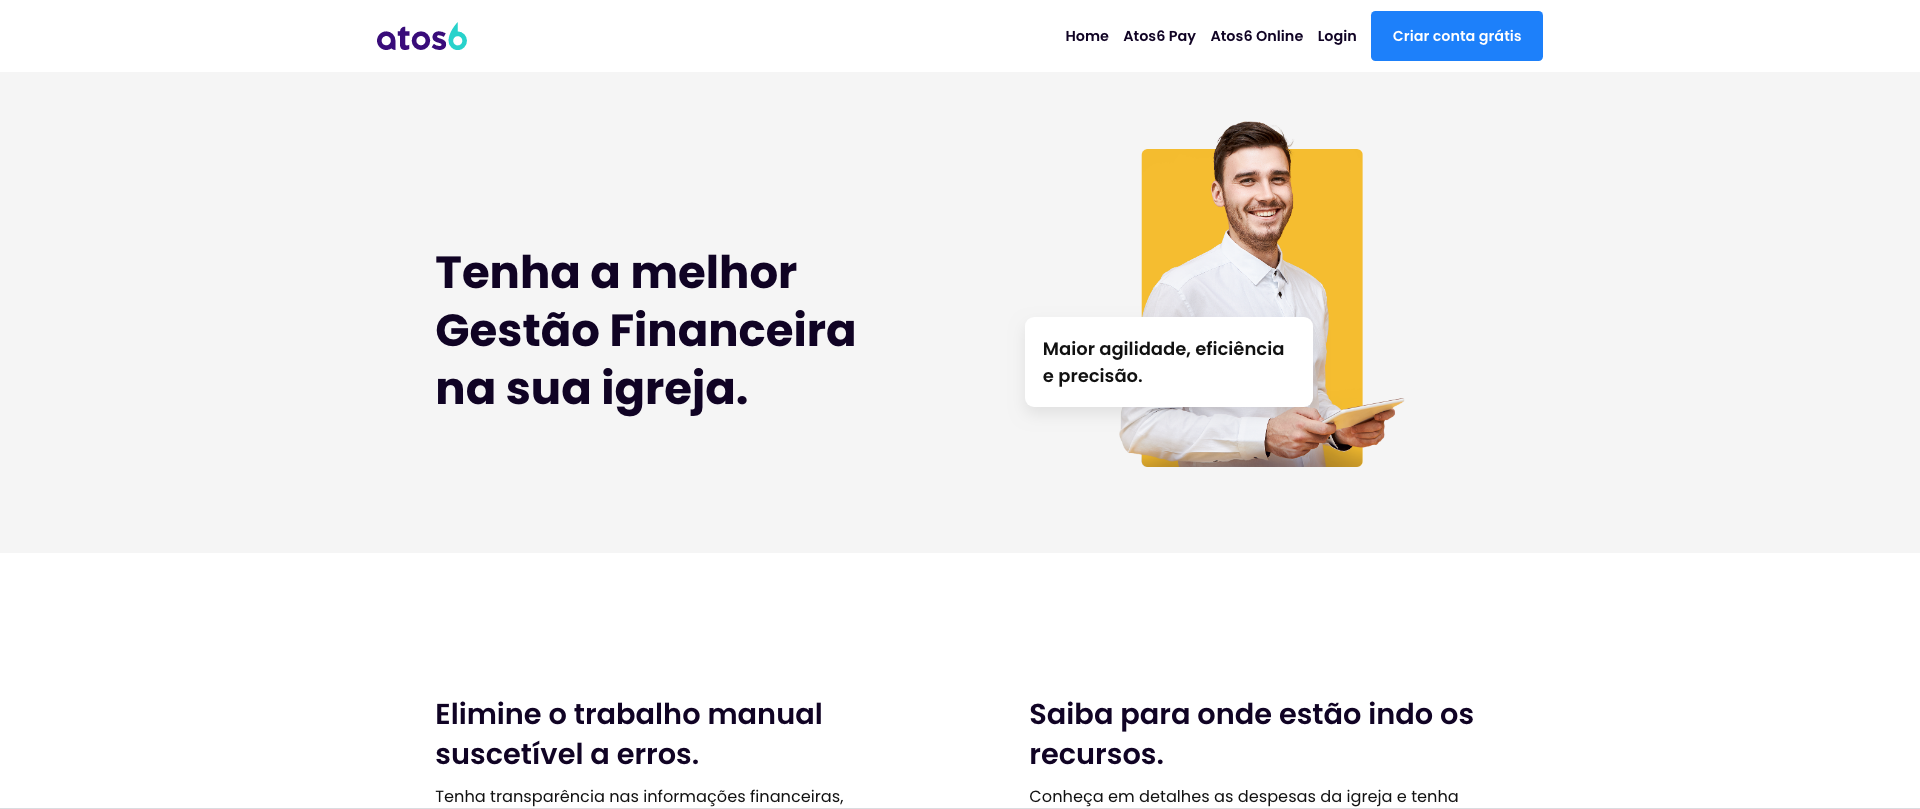 atos6
Home Atos6 Pay Atos6 Online Login Criar conta grátis
Tenha a melhor
Gestão Financeira
na sua igreja.
Maior agilidade, eficiência
e precisão.
Elimine o trabalho manual
suscetível a erros.
Tenha transparência nas informações financeiras,
Saiba para onde estão indo os
recursos.
Conheça em detalhes as despesas da igreja e tenha